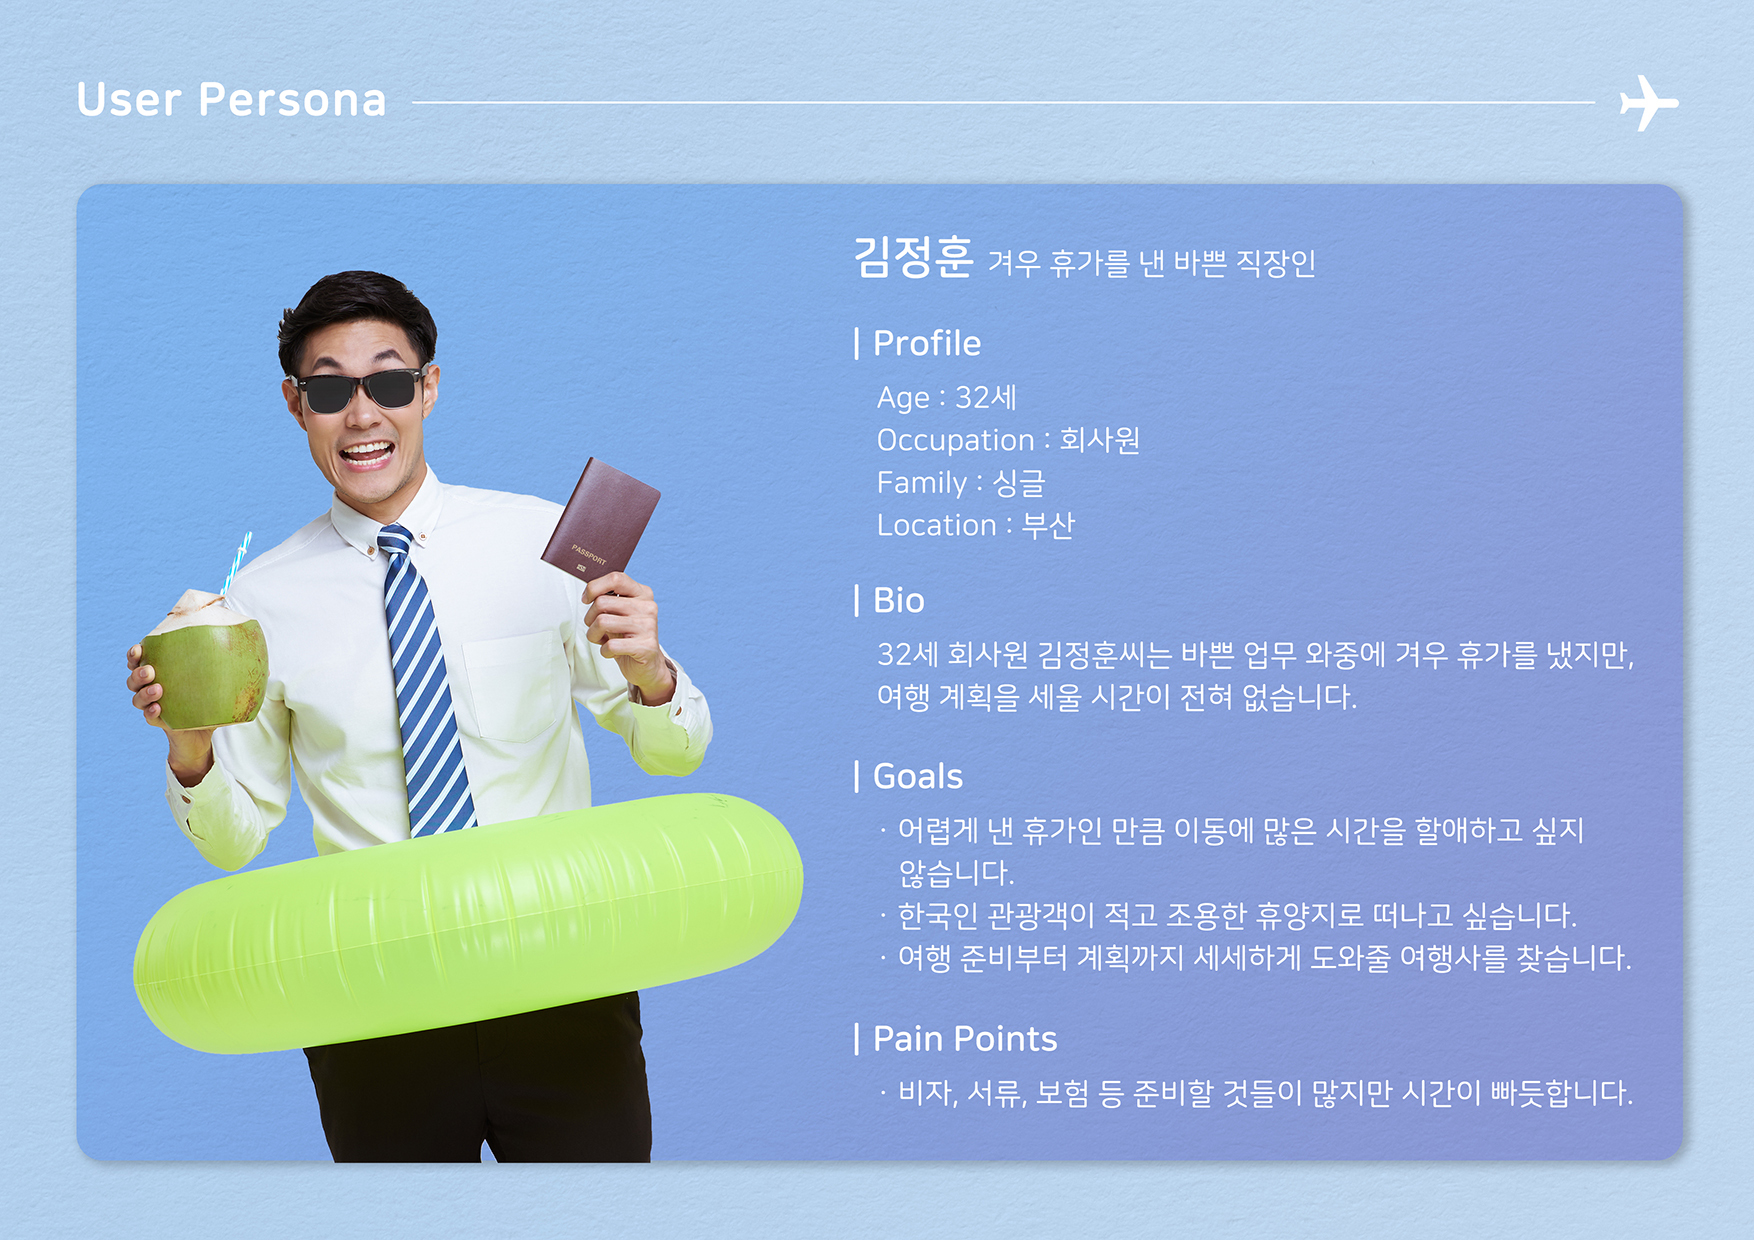 User Persona
김정훈 겨우 휴가를 낸 바쁜 직장인
| Profile
Age : 32세
Occupation : 회사원
Family : 싱글
Location : 부산
| Bio
32세 회사원 김정훈씨는 바쁜 업무 와중에 겨우 휴가를 냈지만,
여행 계획을 세울 시간이 전혀 없습니다.
| Goals
· 어렵게 낸 휴가인 만큼 이동에 많은 시간을 할애하고 싶지
않습니다.
· 한국인 관광객이 적고 조용한 휴양지로 떠나고 싶습니다.
· 여행 준비부터 계획까지 세세하게 도와줄 여행사를 찾습니다.
| Pain Points
· 비자, 서류, 보험 등 준비할 것들이 많지만 시간이 빠듯합니다.
PASSPORT